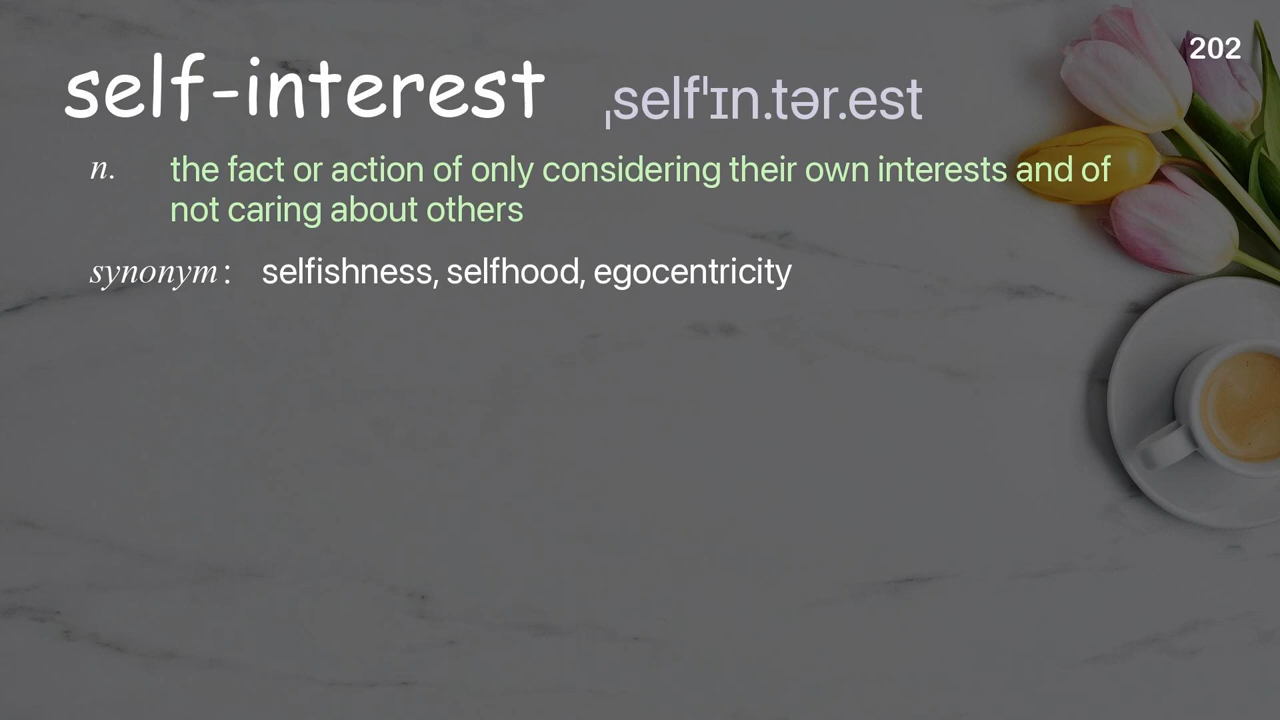 202
self-interest ˌselfˈɪn.tər.est
n. the fact or action of only considering their own interests and of
not caring about others
synonym: selfishness, selfhood, egocentricity